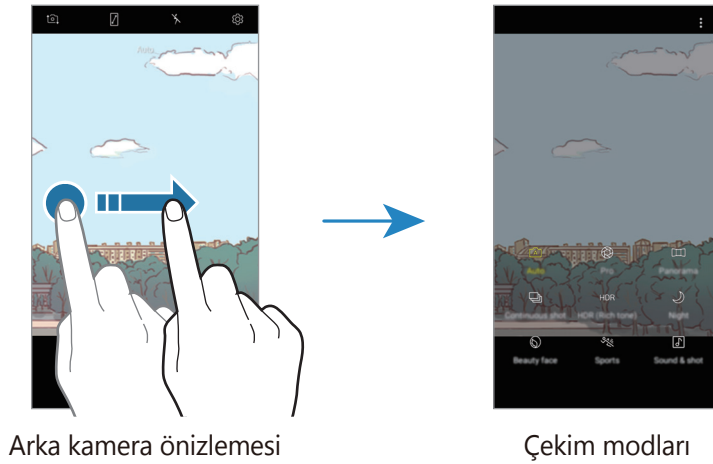 Auto
Auto
Pro
Panorama
Continuous shot
HDR
HDR (Rich tone)
Night
Beauty face
Sports
Sound & shot
Arka kamera önizlemesi
Çekim modları